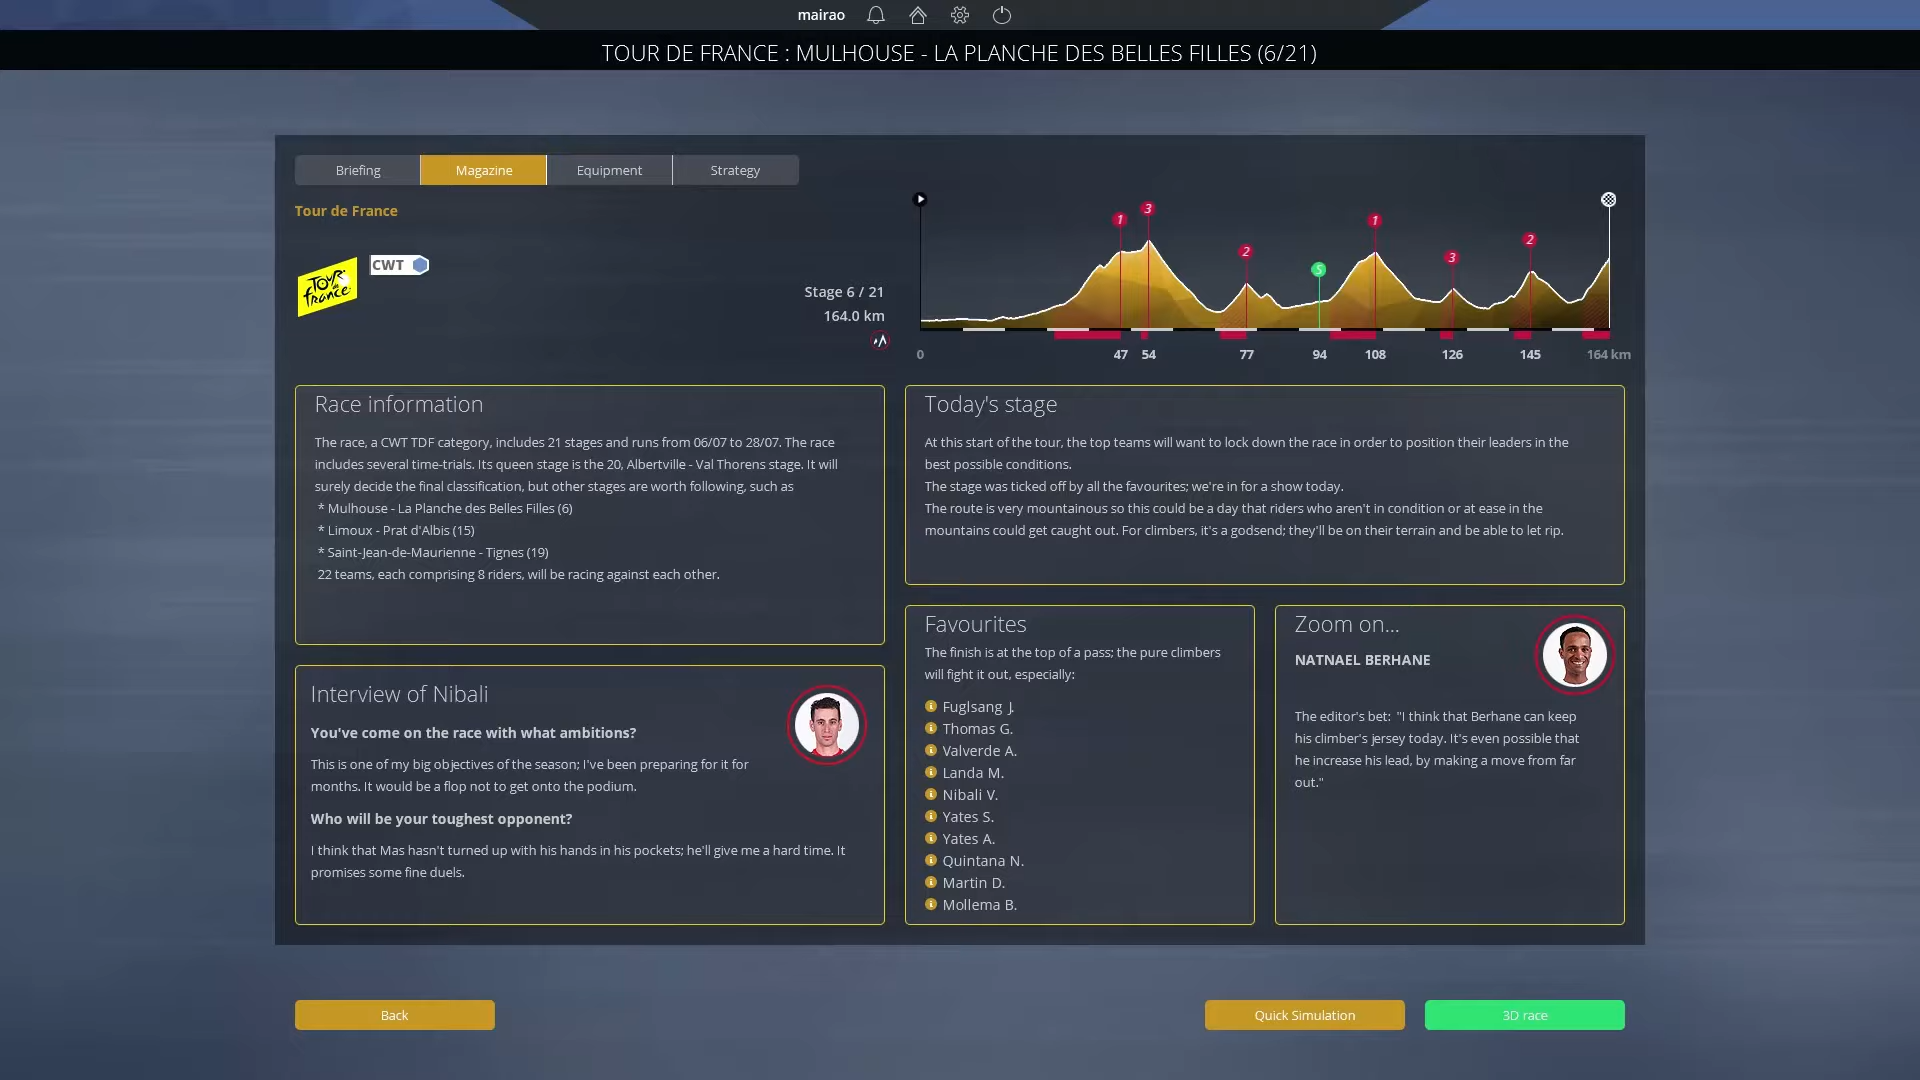 mairao
TOUR DE FRANCE : MULHOUSE - LA PLANCHE DES BELLES FILLES (6/21)
Briefing
Magazine
Equipment
Strategy
Tour de France
TOUR
DE
france
CWT
Stage 6 / 21
164.0 km
1
3
2
S
1
3
2
0
47
54
77
94
108
126
145
164 km
Race information
The race, a CWT TDF category, includes 21 stages and runs from 06/07 to 28/07. The race
includes several time-trials. Its queen stage is the 20, Albertville - Val Thorens stage. It will
surely decide the final classification, but other stages are worth following, such as
* Mulhouse - La Planche des Belles Filles (6)
* Limoux - Prat d'Albis (15)
* Saint-Jean-de-Maurienne - Tignes (19)
22 teams, each comprising 8 riders, will be racing against each other.
Today's stage
At this start of the tour, the top teams will want to lock down the race in order to position their leaders in the
best possible conditions.
The stage was ticked off by all the favourites; we're in for a show today.
The route is very mountainous so this could be a day that riders who aren't in condition or at ease in the
mountains could get caught out. For climbers, it's a godsend; they'll be on their terrain and be able to let rip.
Interview of Nibali
You've come on the race with what ambitions?
This is one of my big objectives of the season; I've been preparing for it for
months. It would be a flop not to get onto the podium.
Who will be your toughest opponent?
I think that Mas hasn't turned up with his hands in his pockets; he'll give me a hard time. It
promises some fine duels.
Favourites
The finish is at the top of a pass; the pure climbers
will fight it out, especially:
Fuglsang J.
Thomas G.
Valverde A.
Landa M.
Nibali V.
Yates S.
Yates A.
Quintana N.
Martin D.
Mollema B.
Zoom on...
NATNAEL BERHANE
The editor's bet: "I think that Berhane can keep
his climber's jersey today. It's even possible that
he increase his lead, by making a move from far
out."
Back
Quick Simulation
3D race